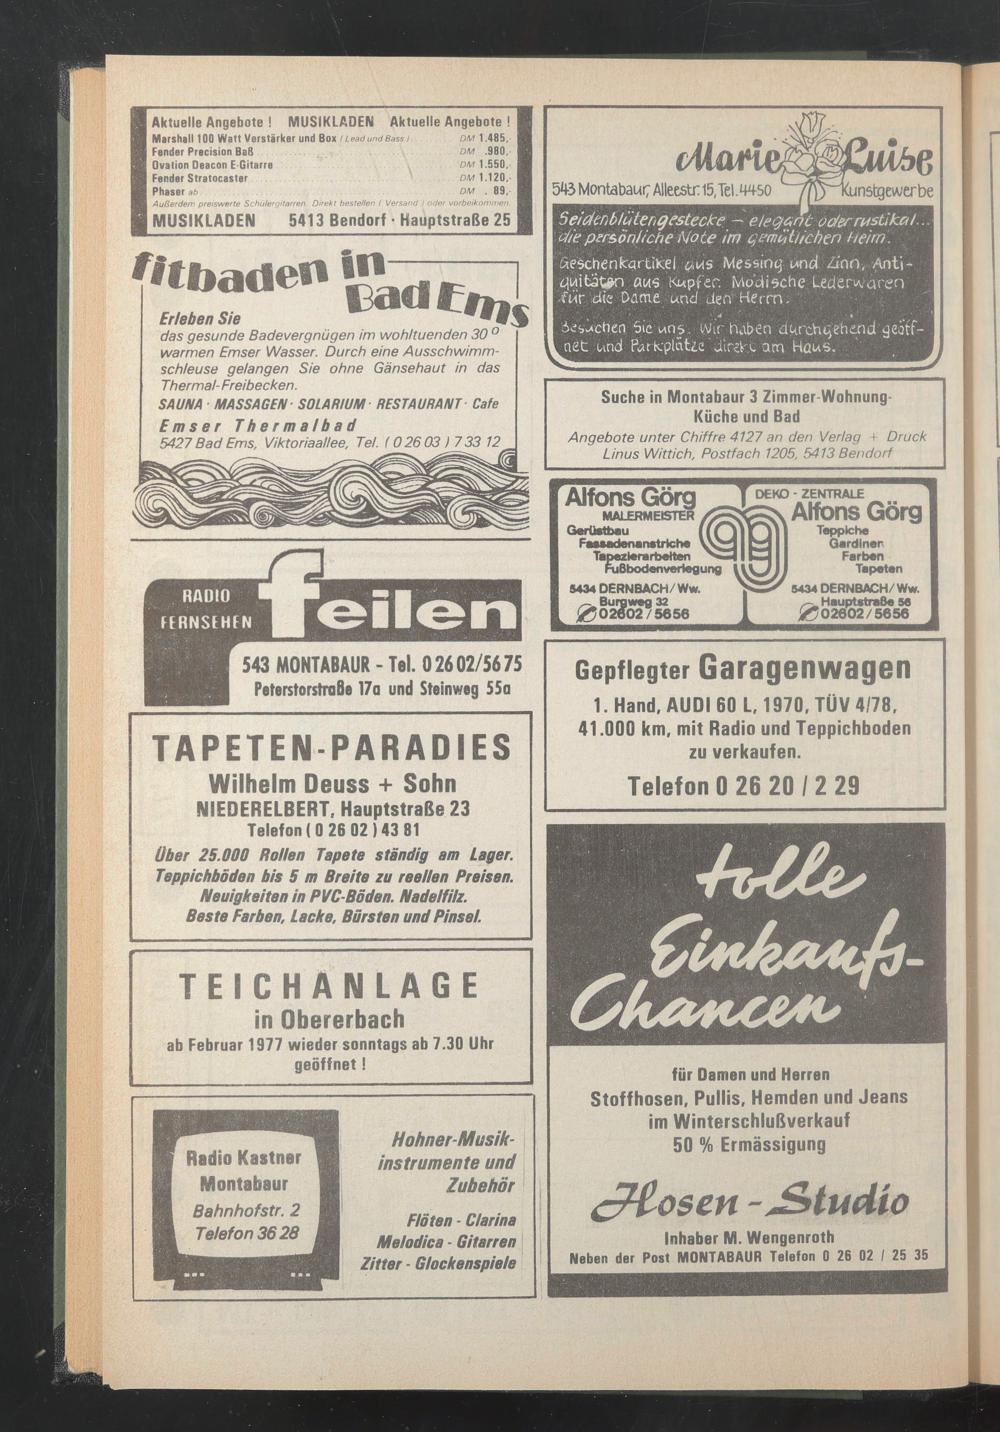 Aktuelle Angebote ! MUSIKLADEN Aktuelle Angebote !
Marshall 100 Watt Verstärker und Box ( Lead und Bass ) DM 1.485,-
Fender Precision Baß DM .980,-
Ovation Deacon E-Gitarre DM 1.550,-
Fender Stratocaster DM 1.120,-
Phaser ab DM . 89,-
Außerdem preiswerte Schülergitarren. Direkt bestellen ( Versand ) oder vorbeikommen.
MUSIKLADEN 5413 Bendorf · Hauptstraße 25
fitbaden in
Bad Ems
Erleben Sie
das gesunde Badevergnügen im wohltuenden 30 º
warmen Emser Wasser. Durch eine Ausschwimm-
schleuse gelangen Sie ohne Gänsehaut in das
Thermal-Freibecken.
SAUNA · MASSAGEN · SOLARIUM · RESTAURANT · Cafe
Emser Thermalbad
5427 Bad Ems, Viktoriaallee, Tel. ( 0 26 03 ) 7 33 12
RADIO
FERNSEHEN
feilen
543 MONTABAUR - Tel. 0 26 02/56 75
Peterstorstraße 17a und Steinweg 55a
TAPETEN-PARADIES
Wilhelm Deuss + Sohn
NIEDERELBERT, Hauptstraße 23
Telefon ( 0 26 02 ) 43 81
Über 25.000 Rollen Tapete ständig am Lager.
Teppichböden bis 5 m Breite zu reellen Preisen.
Neuigkeiten in PVC-Böden. Nadelfilz.
Beste Farben, Lacke, Bürsten und Pinsel.
TEICHANLAGE
in Obererbach
ab Februar 1977 wieder sonntags ab 7.30 Uhr
geöffnet !
Radio Kastner
Montabaur
Bahnhofstr. 2
Telefon 36 28
Hohner-Musik-
instrumente und
Zubehör
Flöten - Clarina
Melodica - Gitarren
Zitter - Glockenspiele
Marie Luise
543 Montabaur, Alleestr. 15, Tel. 4450 Kunstgewerbe
Seidenblütengestecke – elegant oder rustikal...
die persönliche Note im gemütlichen Heim.
Geschenkartikel aus Messing und Zinn, Anti-
quitäten aus Kupfer. Modische Lederwaren
für die Dame und den Herrn.
Besuchen Sie uns. Wir haben durchgehend geöff-
net und Parkplätze direkt am Haus.
Suche in Montabaur 3 Zimmer-Wohnung-
Küche und Bad
Angebote unter Chiffre 4127 an den Verlag + Druck
Linus Wittich, Postfach 1205, 5413 Bendorf
Alfons Görg
MALERMEISTER
Gerüstbau
Fassadenanstriche
Tapezierarbeiten
Fußbodenverlegung
5434 DERNBACH/Ww.
Burgweg 32
02602/5656
DEKO - ZENTRALE
Alfons Görg
Teppiche
Gardinen
Farben
Tapeten
5434 DERNBACH/Ww.
Hauptstraße 56
02602/5656
Gepflegter Garagenwagen
1. Hand, AUDI 60 L, 1970, TÜV 4/78,
41.000 km, mit Radio und Teppichboden
zu verkaufen.
Telefon 0 26 20 / 2 29
tolle
Einkaufs-
Chancen
für Damen und Herren
Stoffhosen, Pullis, Hemden und Jeans
im Winterschlußverkauf
50 % Ermässigung
Hosen - Studio
Inhaber M. Wengenroth
Neben der Post MONTABAUR Telefon 0 26 02 / 25 35